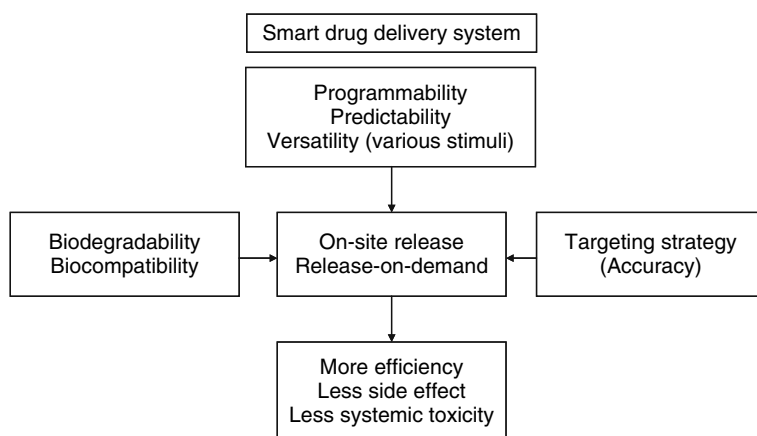 Smart drug delivery system
Programmability
Predictability
Versatility (various stimuli)
Biodegradability
Biocompatibility
On-site release
Release-on-demand
Targeting strategy
(Accuracy)
More efficiency
Less side effect
Less systemic toxicity